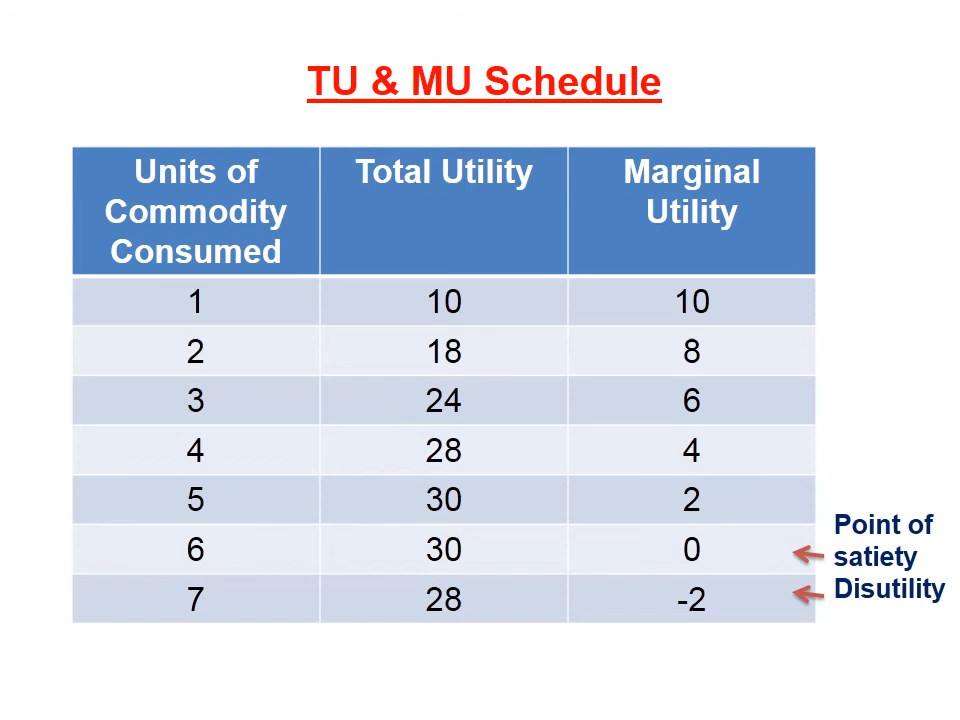 TU & MU Schedule
Units of
Commodity
Consumed
Total Utility
Marginal
Utility
1 10 10
2 18 8
3 24 6
4 28 4
5 30 2
6 30 0
7 28 -2
Point of
satiety
Disutility